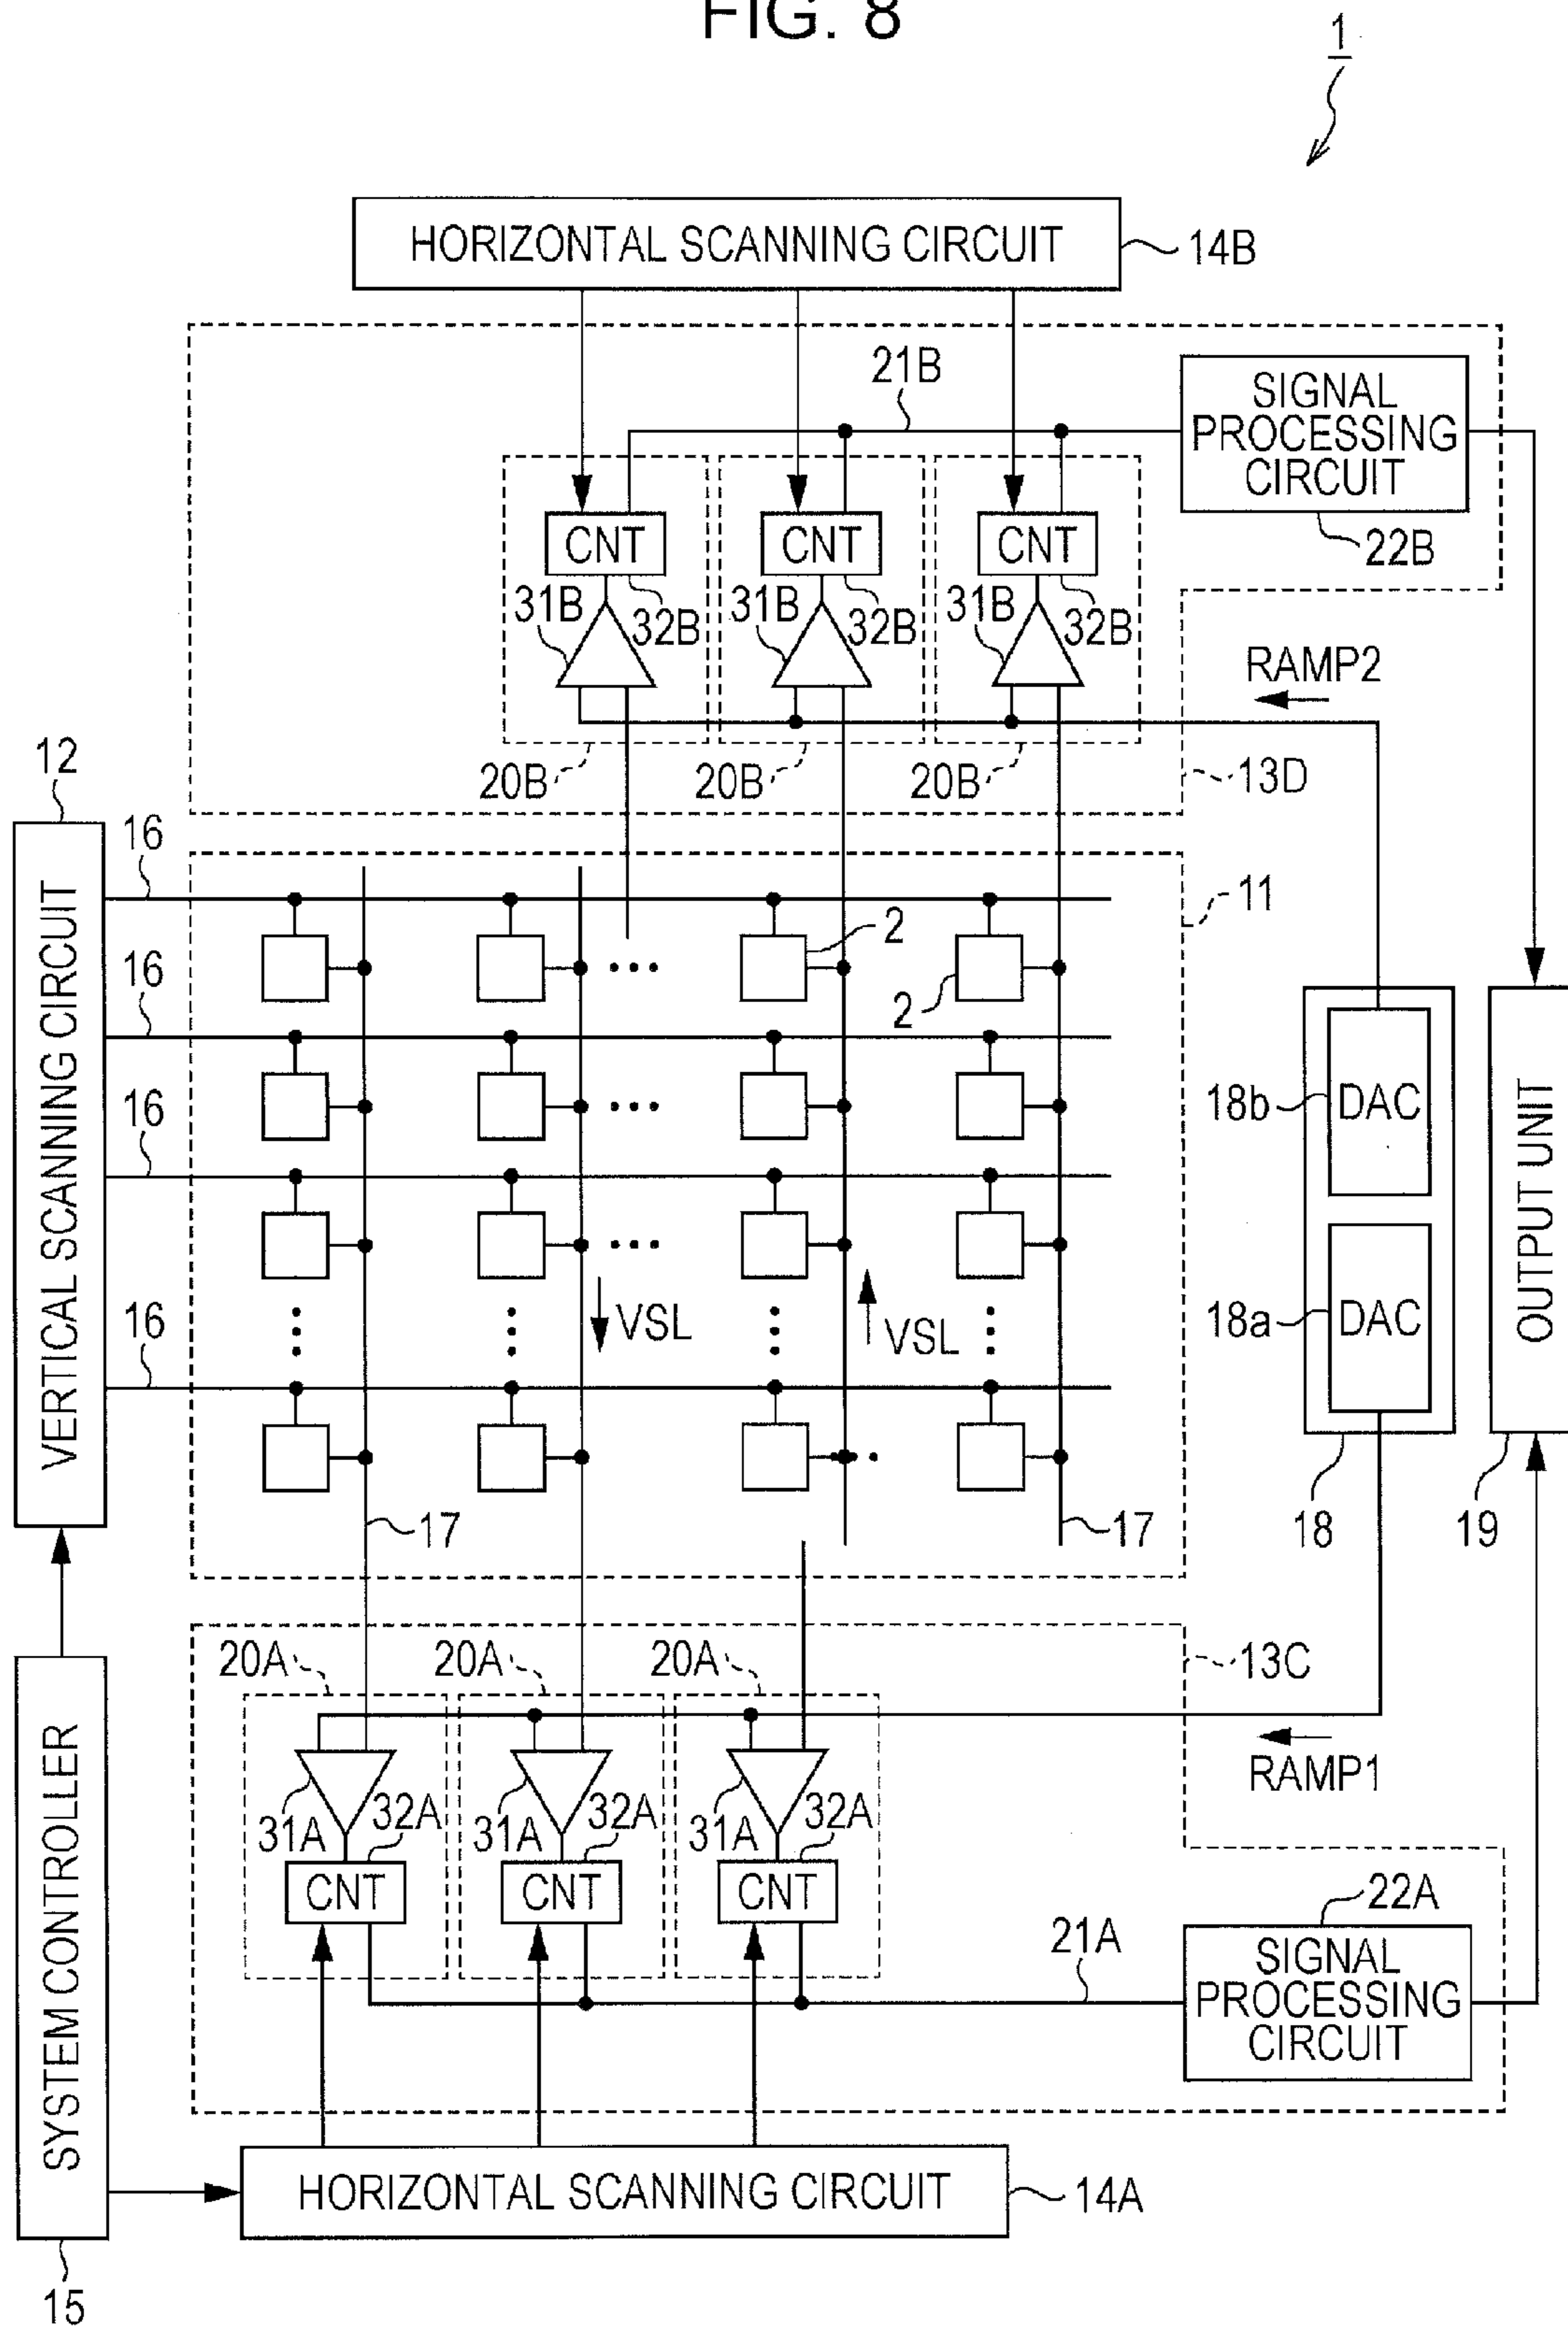 FIG. 8
1
HORIZONTAL SCANNING CIRCUIT
14B
21B
SIGNAL
PROCESSING
CIRCUIT
22B
CNT
CNT
CNT
31B
32B
31B
32B
31B
32B
RAMP2
20B
20B
20B
13D
12
VERTICAL SCANNING CIRCUIT
16
16
16
16
11
2
2
VSL
VSL
17
17
18b
DAC
18a
DAC
18
OUTPUT UNIT
19
SYSTEM CONTROLLER
15
20A
20A
20A
13C
RAMP1
31A
32A
31A
32A
31A
32A
CNT
CNT
CNT
22A
21A
SIGNAL
PROCESSING
CIRCUIT
HORIZONTAL SCANNING CIRCUIT
14A